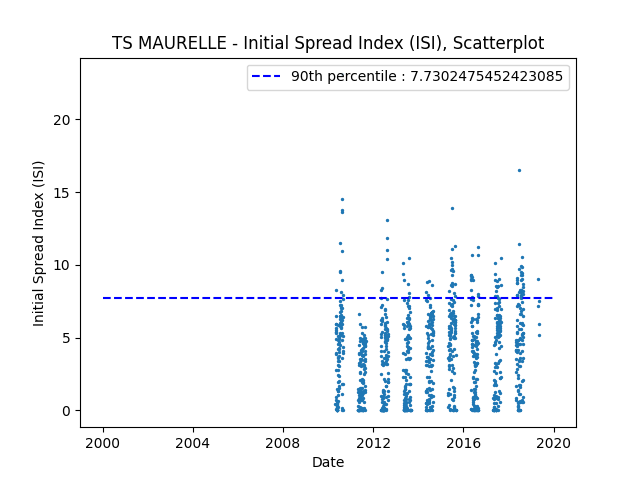 TS MAURELLE - Initial Spread Index (ISI), Scatterplot
90th percentile : 7.7302475452423085
20
15
10
5
0
Initial Spread Index (ISI)
2000 2004 2008 2012 2016 2020
Date